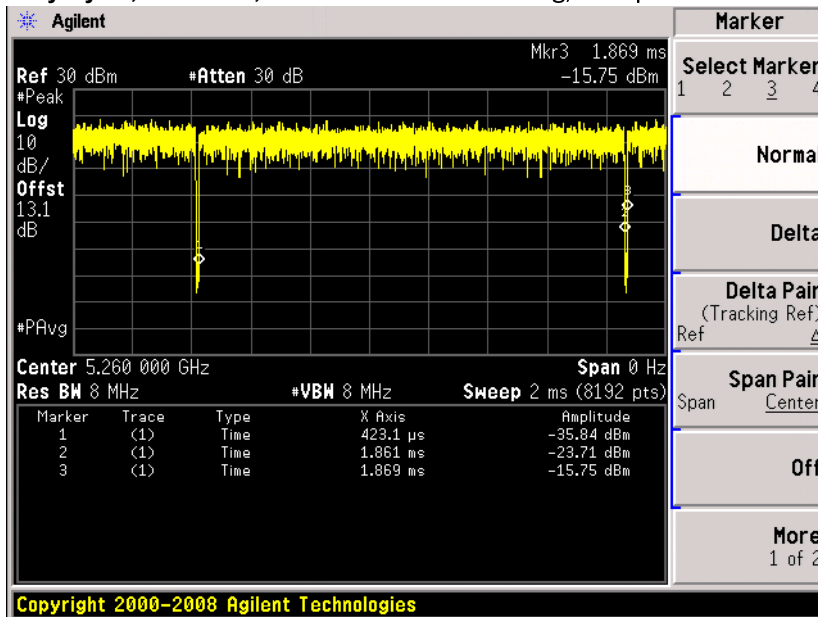 Agilent
Marker
Mkr3 1.869 ms
Ref 30 dBm #Atten 30 dB -15.75 dBm
#Peak
Log
10
dB/
Offst
13.1
dB
#PAvg
Center 5.260 000 GHz Span 0 Hz
Res BW 8 MHz #VBW 8 MHz Sweep 2 ms (8192 pts)
Marker Trace Type X Axis Amplitude
1 (1) Time 423.1 µs -35.84 dBm
2 (1) Time 1.861 ms -23.71 dBm
3 (1) Time 1.869 ms -15.75 dBm
Select Marker
1 2 3 4
Normal
Delta
Delta Pair
(Tracking Ref)
Ref Δ
Span Pair
Span Center
Off
More
1 of 2
Copyright 2000-2008 Agilent Technologies